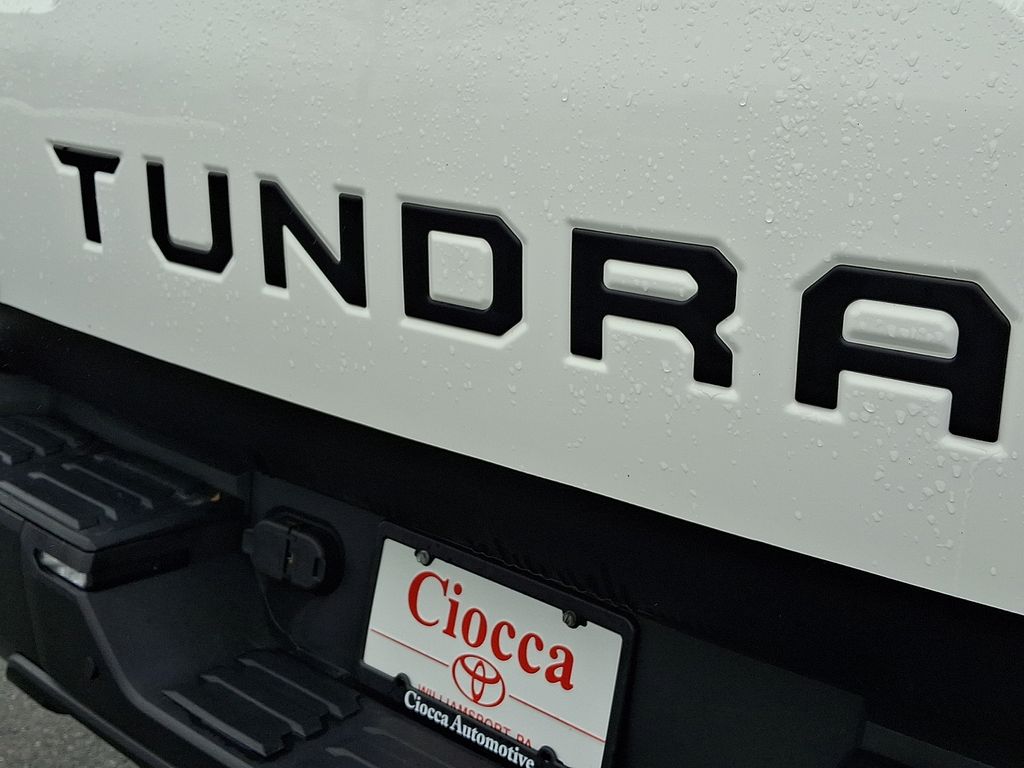 TUNDRA
Ciocca
WILLIAMSPORT, PA
Ciocca Automotive